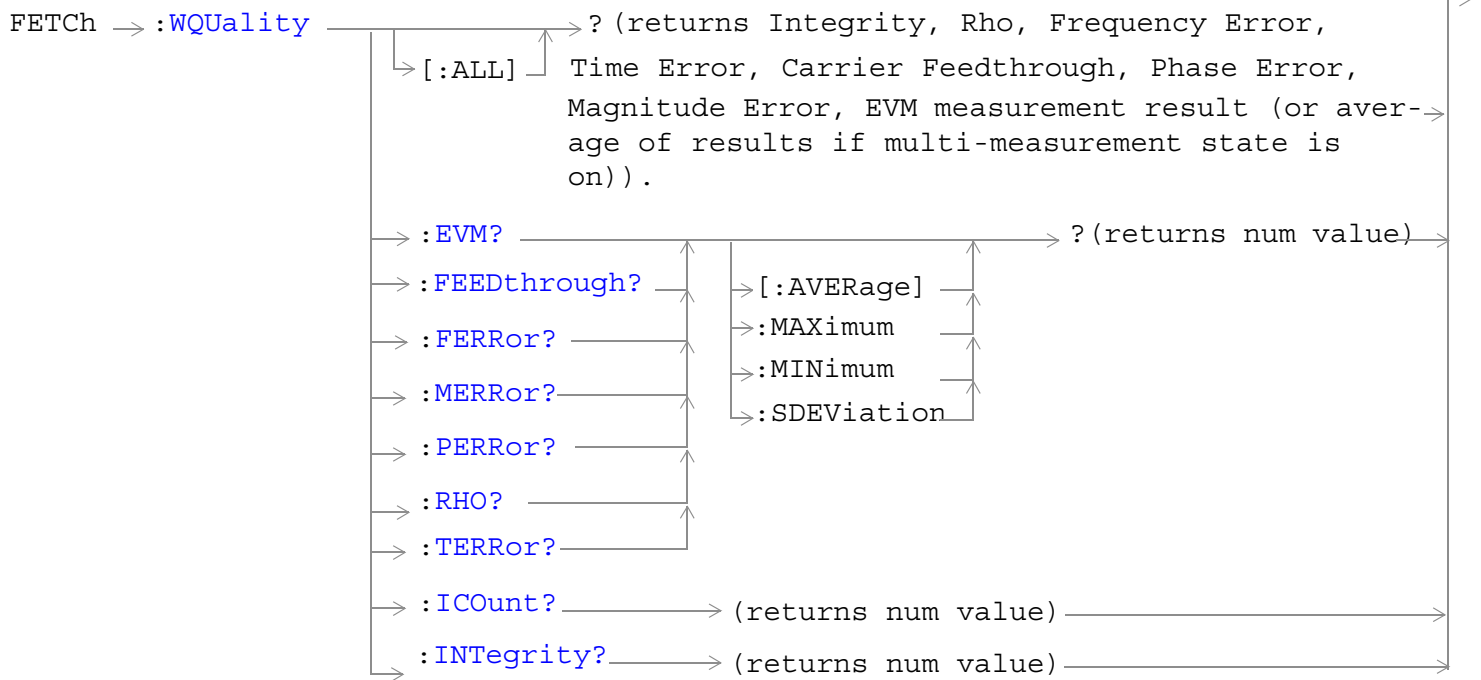 FETCh :WQUality ? (returns Integrity, Rho, Frequency Error,
[:ALL] Time Error, Carrier Feedthrough, Phase Error,
Magnitude Error, EVM measurement result (or aver-
age of results if multi-measurement state is
on)).
:EVM? ?(returns num value)
:FEEDthrough? [:AVERage]
:FERRor? :MAXimum
:MERRor? :MINimum
:PERRor? :SDEViation
:RHO?
:TERRor?
:ICOunt? (returns num value)
:INTegrity? (returns num value)